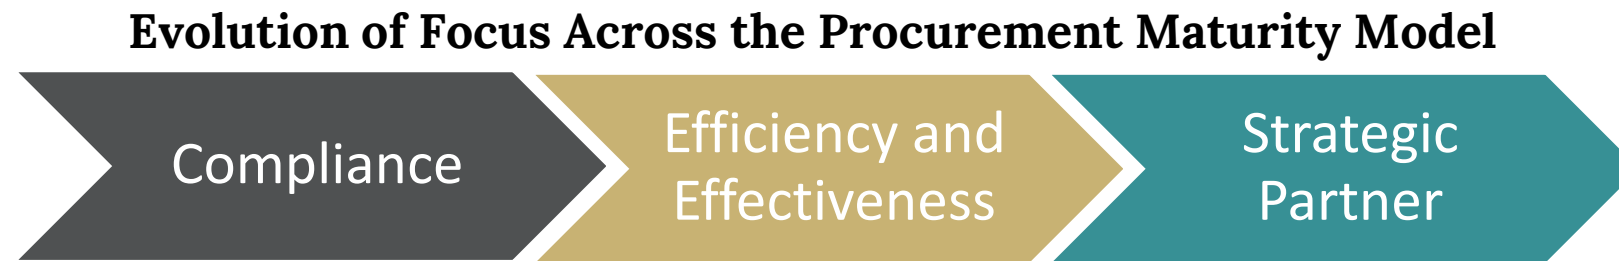 Evolution of Focus Across the Procurement Maturity Model
Compliance
Efficiency and
Effectiveness
Strategic
Partner